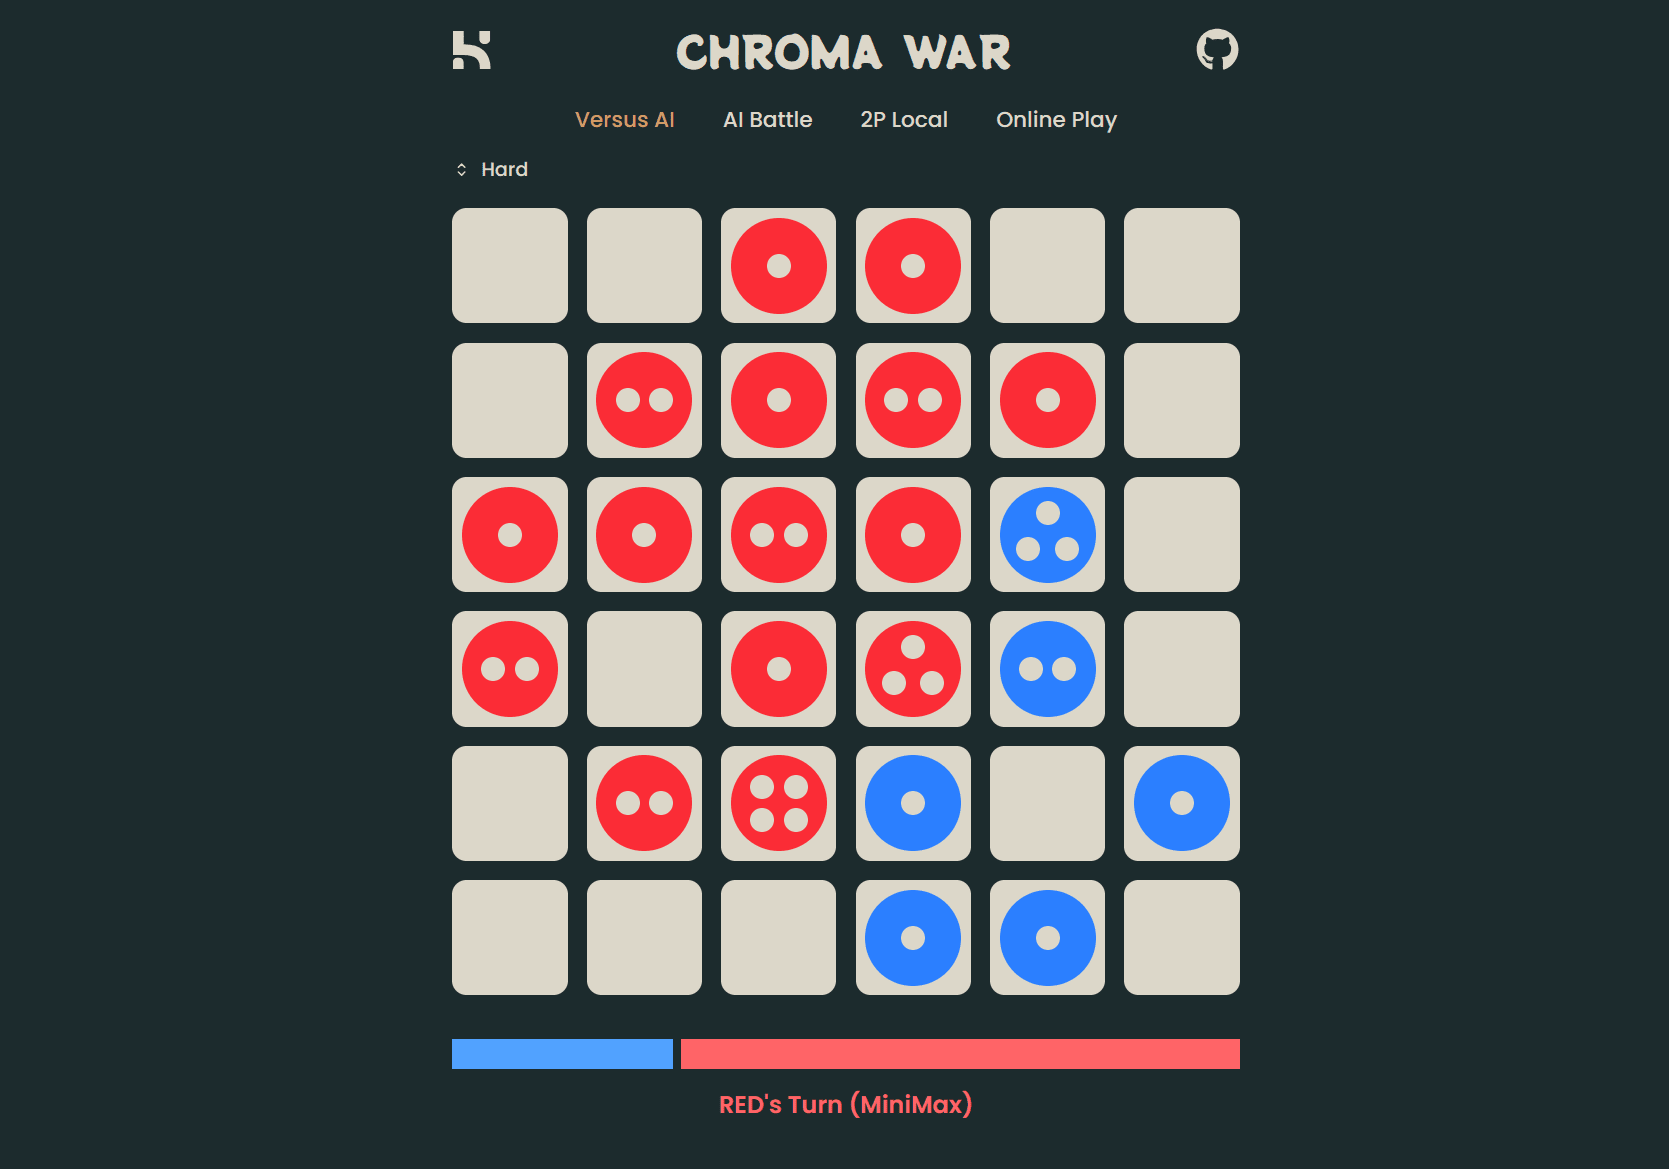 CHROMA WAR
Versus AI AI Battle 2P Local Online Play
Hard
RED's Turn (MiniMax)